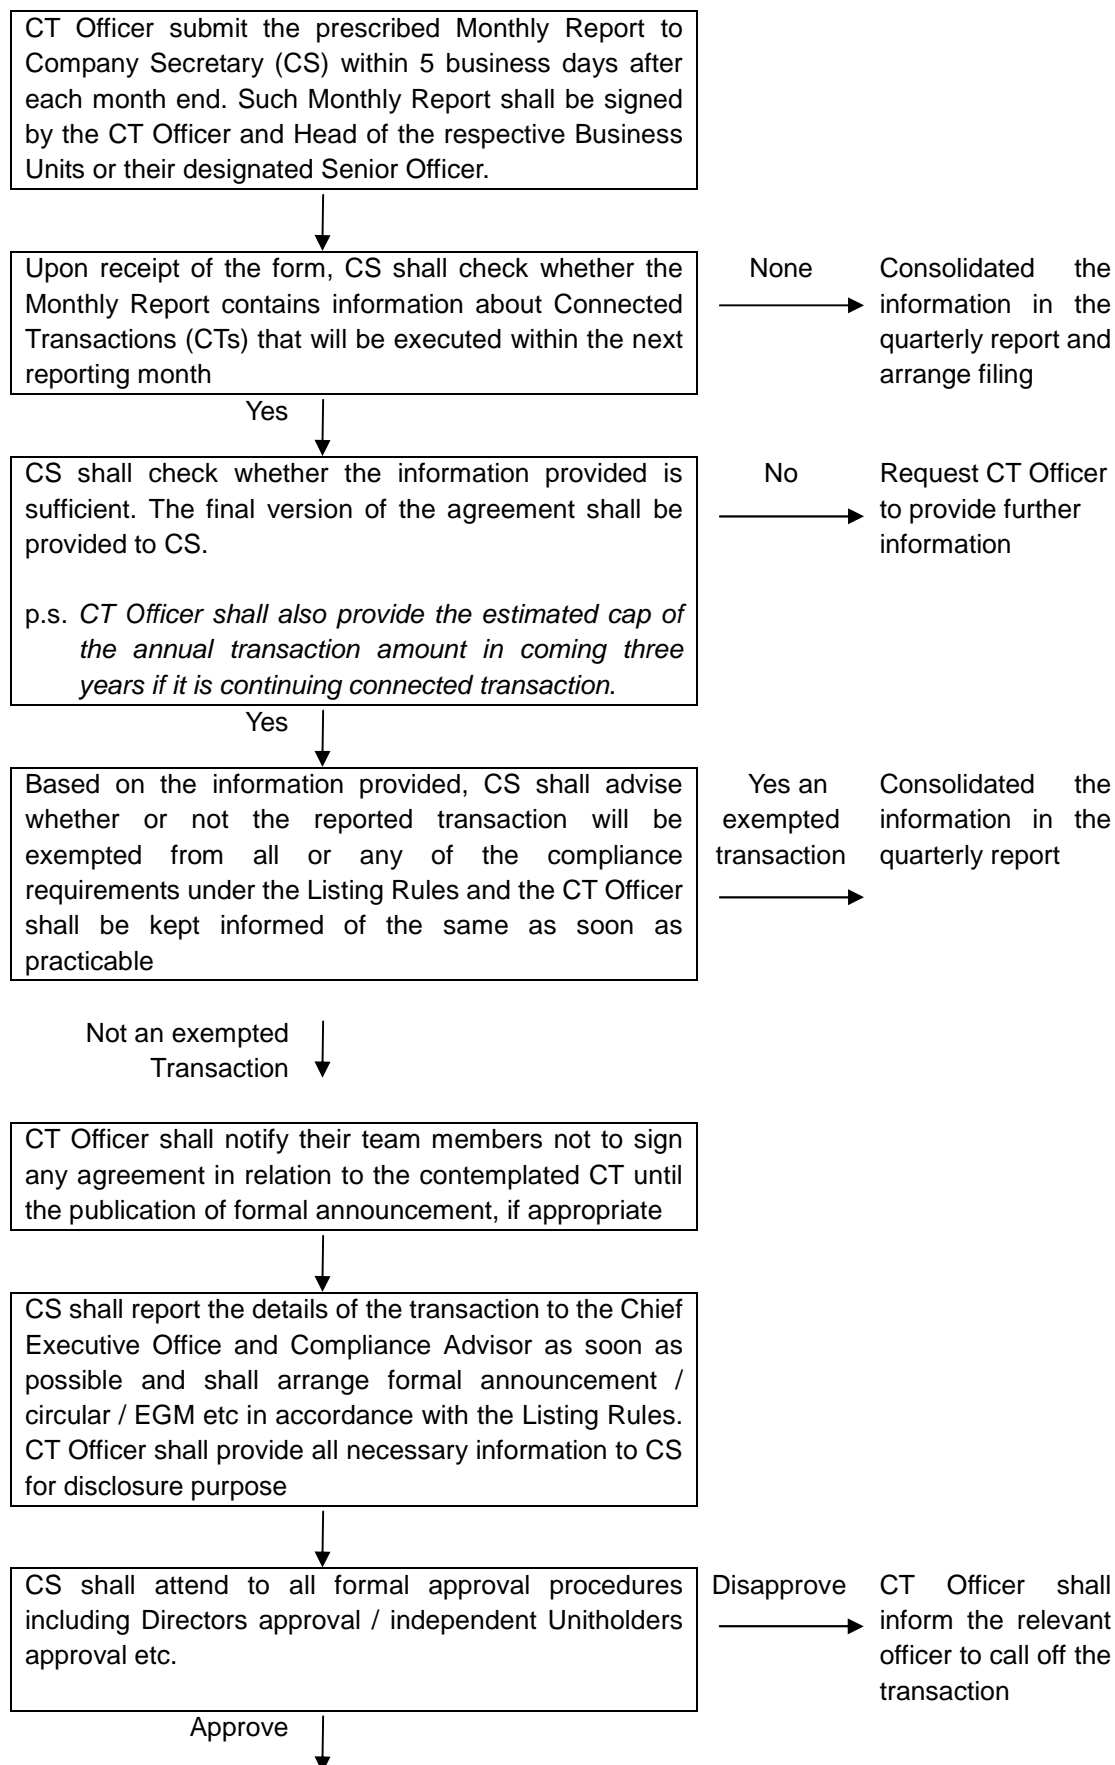 CT Officer submit the prescribed Monthly Report to
Company Secretary (CS) within 5 business days after
each month end. Such Monthly Report shall be signed
by the CT Officer and Head of the respective Business
Units or their designated Senior Officer.
Upon receipt of the form, CS shall check whether the
Monthly Report contains information about Connected
Transactions (CTs) that will be executed within the next
reporting month
None
Consolidated the
information in the
quarterly report and
arrange filing
Yes
CS shall check whether the information provided is
sufficient. The final version of the agreement shall be
provided to CS.
p.s. CT Officer shall also provide the estimated cap of
the annual transaction amount in coming three
years if it is continuing connected transaction.
No
Request CT Officer
to provide further
information
Yes
Based on the information provided, CS shall advise
whether or not the reported transaction will be
exempted from all or any of the compliance
requirements under the Listing Rules and the CT Officer
shall be kept informed of the same as soon as
practicable
Yes an
exempted
transaction
Consolidated the
information in the
quarterly report
Not an exempted
Transaction
CT Officer shall notify their team members not to sign
any agreement in relation to the contemplated CT until
the publication of formal announcement, if appropriate
CS shall report the details of the transaction to the Chief
Executive Office and Compliance Advisor as soon as
possible and shall arrange formal announcement /
circular / EGM etc in accordance with the Listing Rules.
CT Officer shall provide all necessary information to CS
for disclosure purpose
CS shall attend to all formal approval procedures
including Directors approval / independent Unitholders
approval etc.
Disapprove
CT Officer shall
inform the relevant
officer to call off the
transaction
Approve